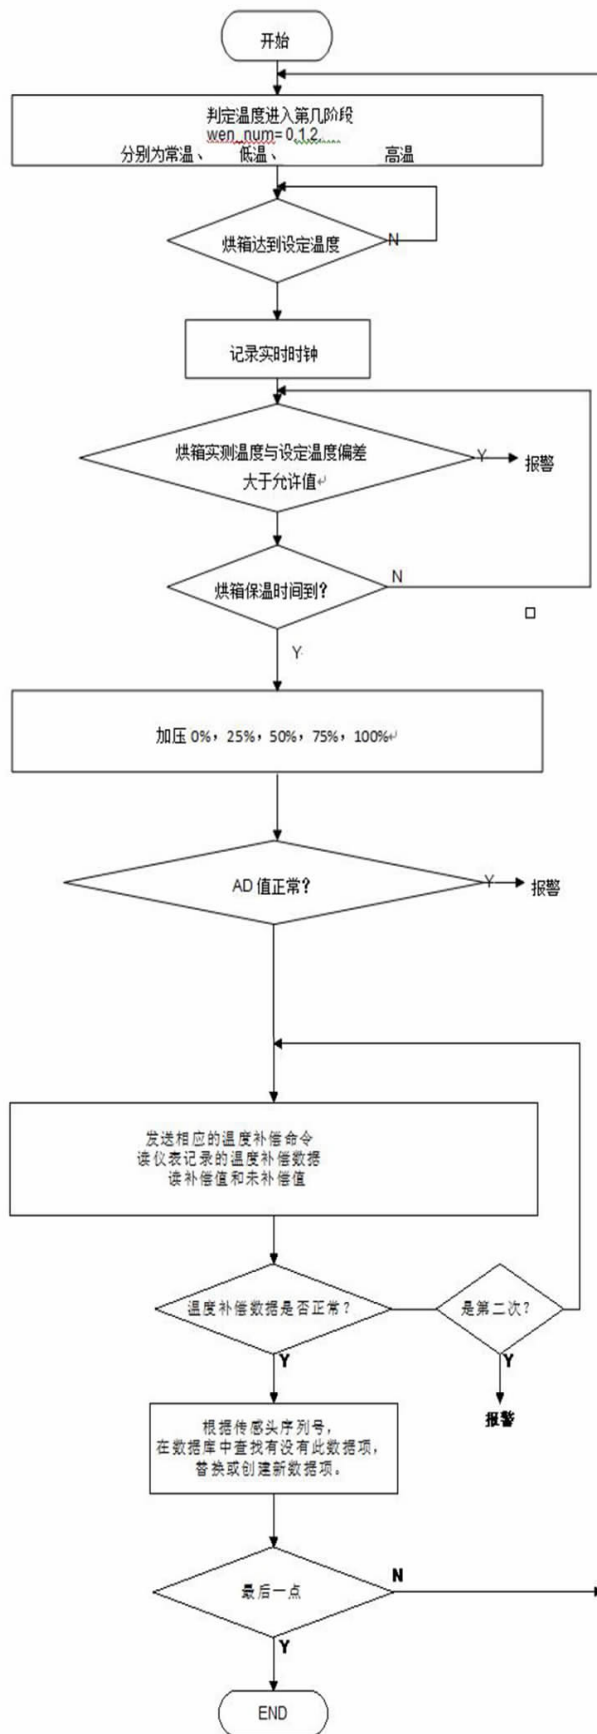 开始
判定温度进入第几阶段
wen_num= 0,1,2,
分别为常温、 低温、 高温
烘箱达到设定温度
N
记录实时时钟
烘箱实测温度与设定温度偏差
大于允许值
Y
报警
烘箱保温时间到?
N
Y
加压 0%，25%，50%，75%，100%
AD 值正常?
Y
报警
发送相应的温度补偿命令
读仪表记录的温度补偿数据
读补偿值和未补偿值
温度补偿数据是否正常?
是第二次?
Y
Y
报警
根据传感头序列号，
在数据库中查找有没有此数据项，
替换或创建新数据项。
最后一点
N
Y
END